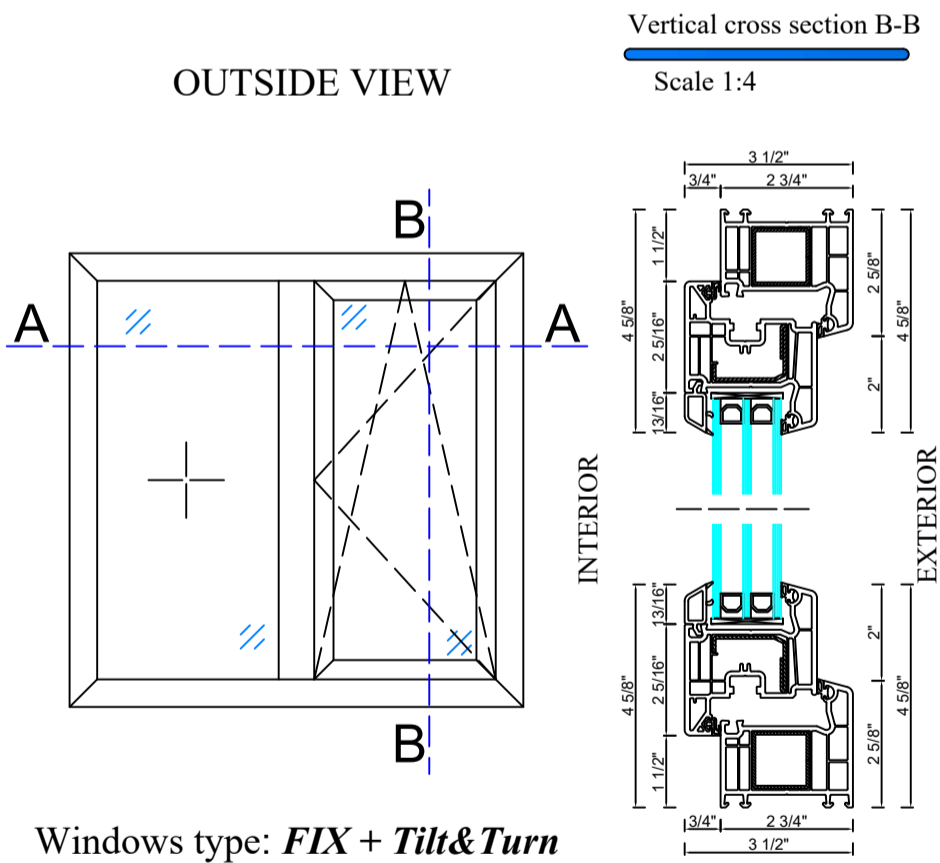 Vertical cross section B-B
Scale 1:4
OUTSIDE VIEW
3 1/2"
3/4"
2 3/4"
B
A
A
B
4 5/8"
1 1/2"
2 5/16"
13/16"
2 5/8"
2"
4 5/8"
INTERIOR
EXTERIOR
4 5/8"
13/16"
2 5/16"
1 1/2"
2"
2 5/8"
4 5/8"
3/4"
2 3/4"
3 1/2"
Windows type: FIX + Tilt&Turn